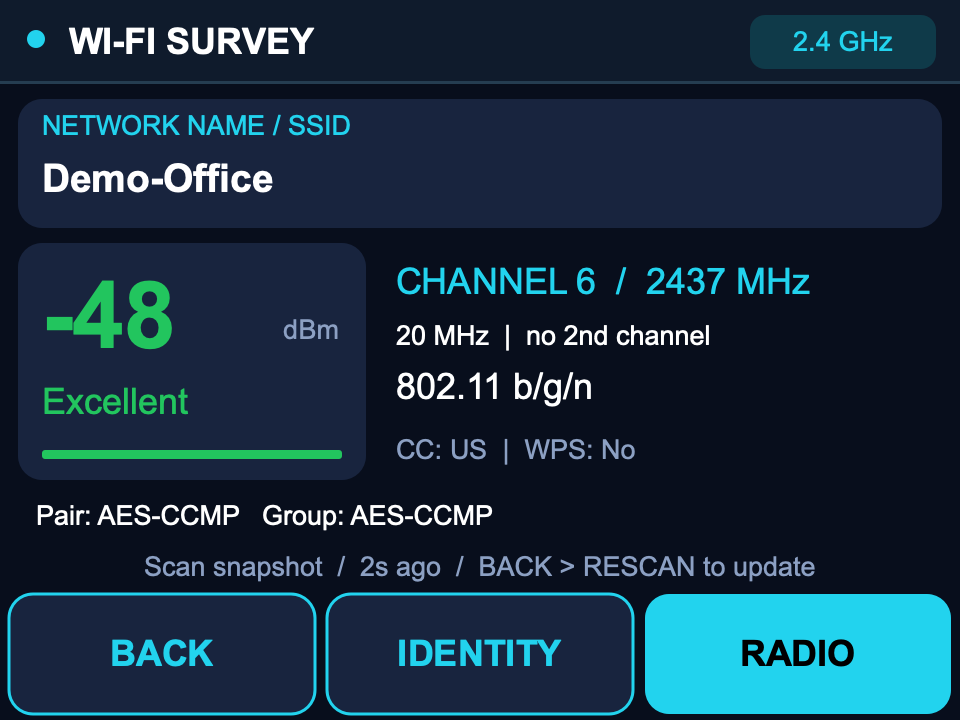 WI-FI SURVEY
2.4 GHz
NETWORK NAME / SSID
Demo-Office
-48 dBm
Excellent
CHANNEL 6 / 2437 MHz
20 MHz | no 2nd channel
802.11 b/g/n
CC: US | WPS: No
Pair: AES-CCMP Group: AES-CCMP
Scan snapshot / 2s ago / BACK > RESCAN to update
BACK
IDENTITY
RADIO